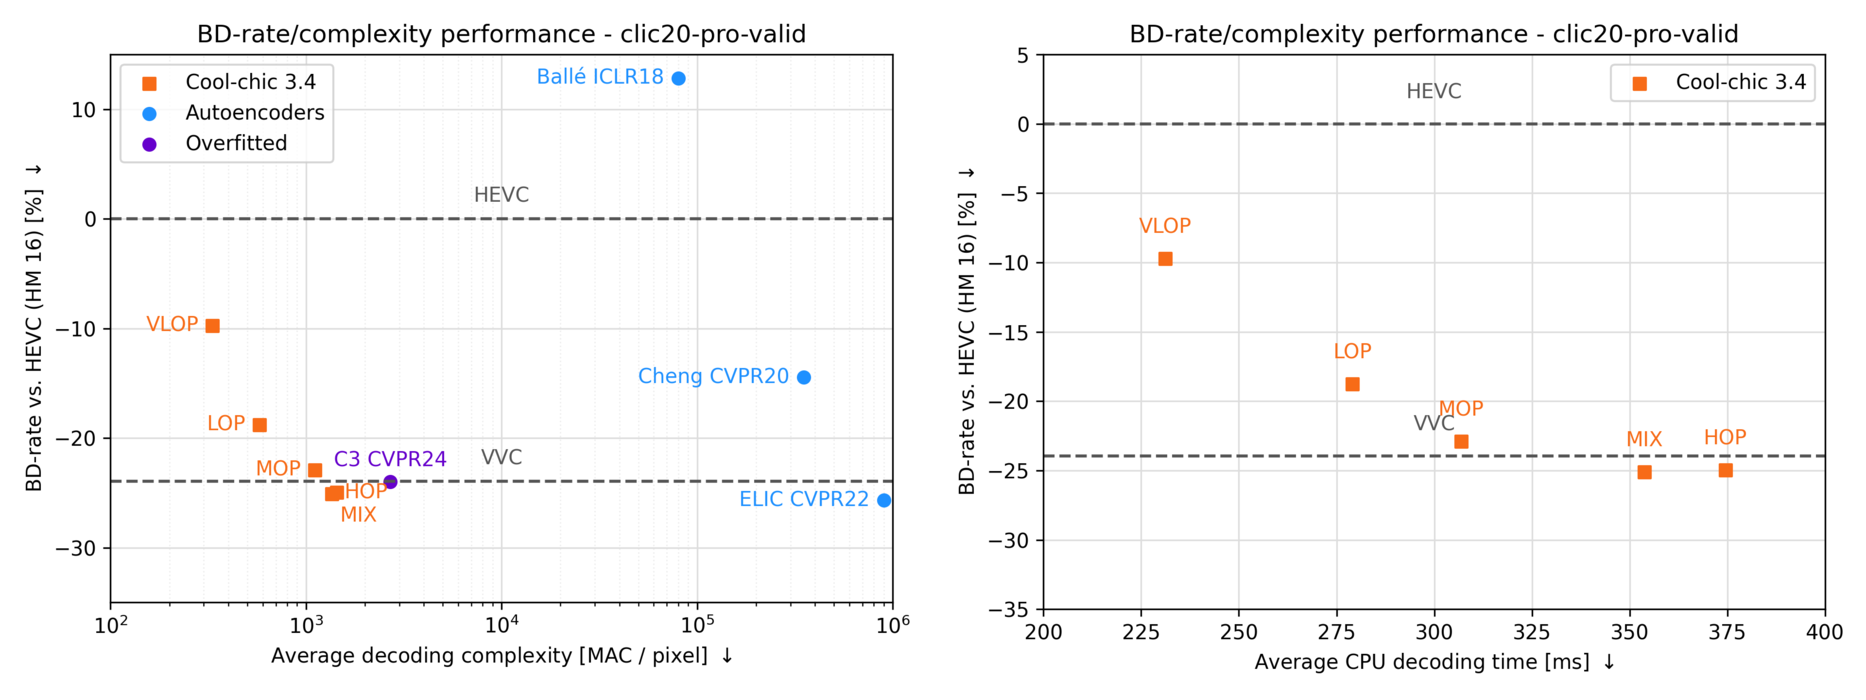 BD-rate/complexity performance - clic20-pro-valid
Cool-chic 3.4
Autoencoders
Overfitted
Ballé ICLR18
HEVC
VLOP
Cheng CVPR20
LOP
C3 CVPR24
VVC
MOP
HOP
MIX
ELIC CVPR22
10
0
−10
−20
−30
BD-rate vs. HEVC (HM 16) [%] ↓
10²
10³
10⁴
10⁵
10⁶
Average decoding complexity [MAC / pixel] ↓
BD-rate/complexity performance - clic20-pro-valid
Cool-chic 3.4
HEVC
VLOP
LOP
MOP
VVC
MIX
HOP
5
0
−5
−10
−15
−20
−25
−30
−35
BD-rate vs. HEVC (HM 16) [%] ↓
200
225
250
275
300
325
350
375
400
Average CPU decoding time [ms] ↓